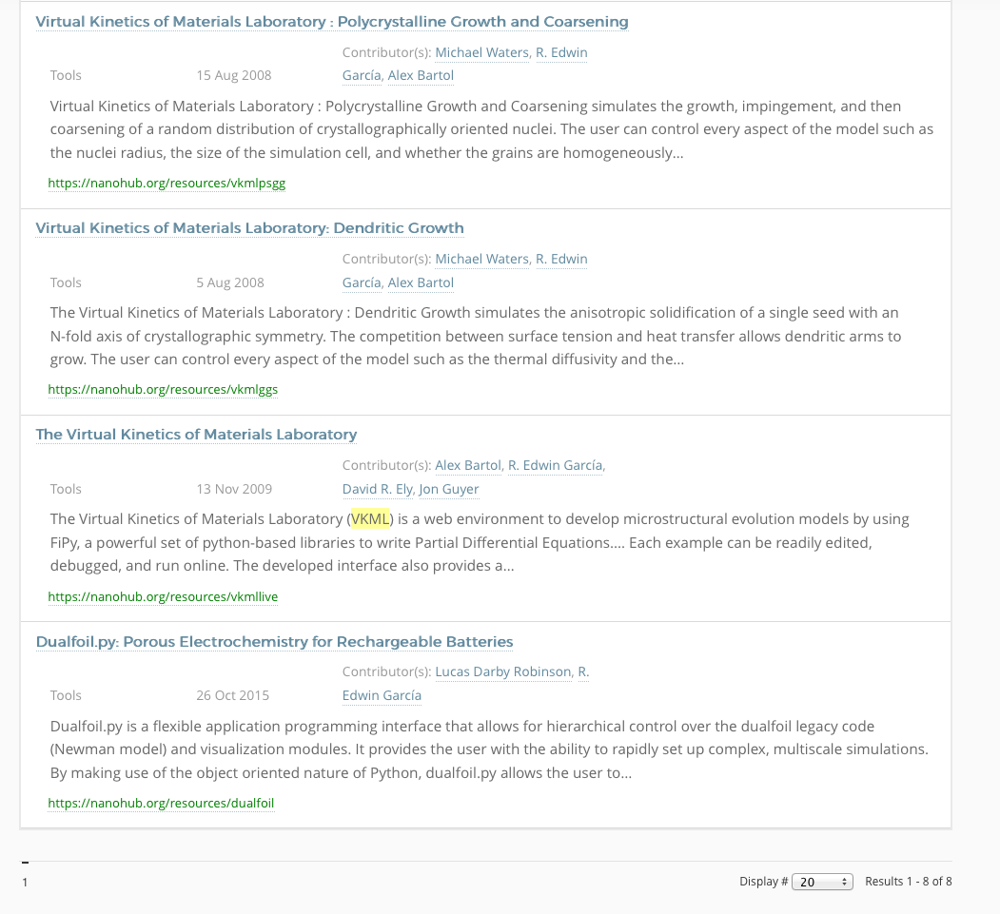 Virtual Kinetics of Materials Laboratory : Polycrystalline Growth and Coarsening
Contributor(s): Michael Waters, R. Edwin
Tools 15 Aug 2008 García, Alex Bartol
Virtual Kinetics of Materials Laboratory : Polycrystalline Growth and Coarsening simulates the growth, impingement, and then
coarsening of a random distribution of crystallographically oriented nuclei. The user can control every aspect of the model such as
the nuclei radius, the size of the simulation cell, and whether the grains are homogeneously...
https://nanohub.org/resources/vkmlpsgg
Virtual Kinetics of Materials Laboratory: Dendritic Growth
Contributor(s): Michael Waters, R. Edwin
Tools 5 Aug 2008 García, Alex Bartol
The Virtual Kinetics of Materials Laboratory : Dendritic Growth simulates the anisotropic solidification of a single seed with an
N-fold axis of crystallographic symmetry. The competition between surface tension and heat transfer allows dendritic arms to
grow. The user can control every aspect of the model such as the thermal diffusivity and the...
https://nanohub.org/resources/vkmlggs
The Virtual Kinetics of Materials Laboratory
Contributor(s): Alex Bartol, R. Edwin García,
Tools 13 Nov 2009 David R. Ely, Jon Guyer
The Virtual Kinetics of Materials Laboratory (VKML) is a web environment to develop microstructural evolution models by using
FiPy, a powerful set of python-based libraries to write Partial Differential Equations.... Each example can be readily edited,
debugged, and run online. The developed interface also provides a...
https://nanohub.org/resources/vkmllive
Dualfoil.py: Porous Electrochemistry for Rechargeable Batteries
Contributor(s): Lucas Darby Robinson, R.
Tools 26 Oct 2015 Edwin García
Dualfoil.py is a flexible application programming interface that allows for hierarchical control over the dualfoil legacy code
(Newman model) and visualization modules. It provides the user with the ability to rapidly set up complex, multiscale simulations.
By making use of the object oriented nature of Python, dualfoil.py allows the user to...
https://nanohub.org/resources/dualfoil
1 Display # 20 Results 1 - 8 of 8